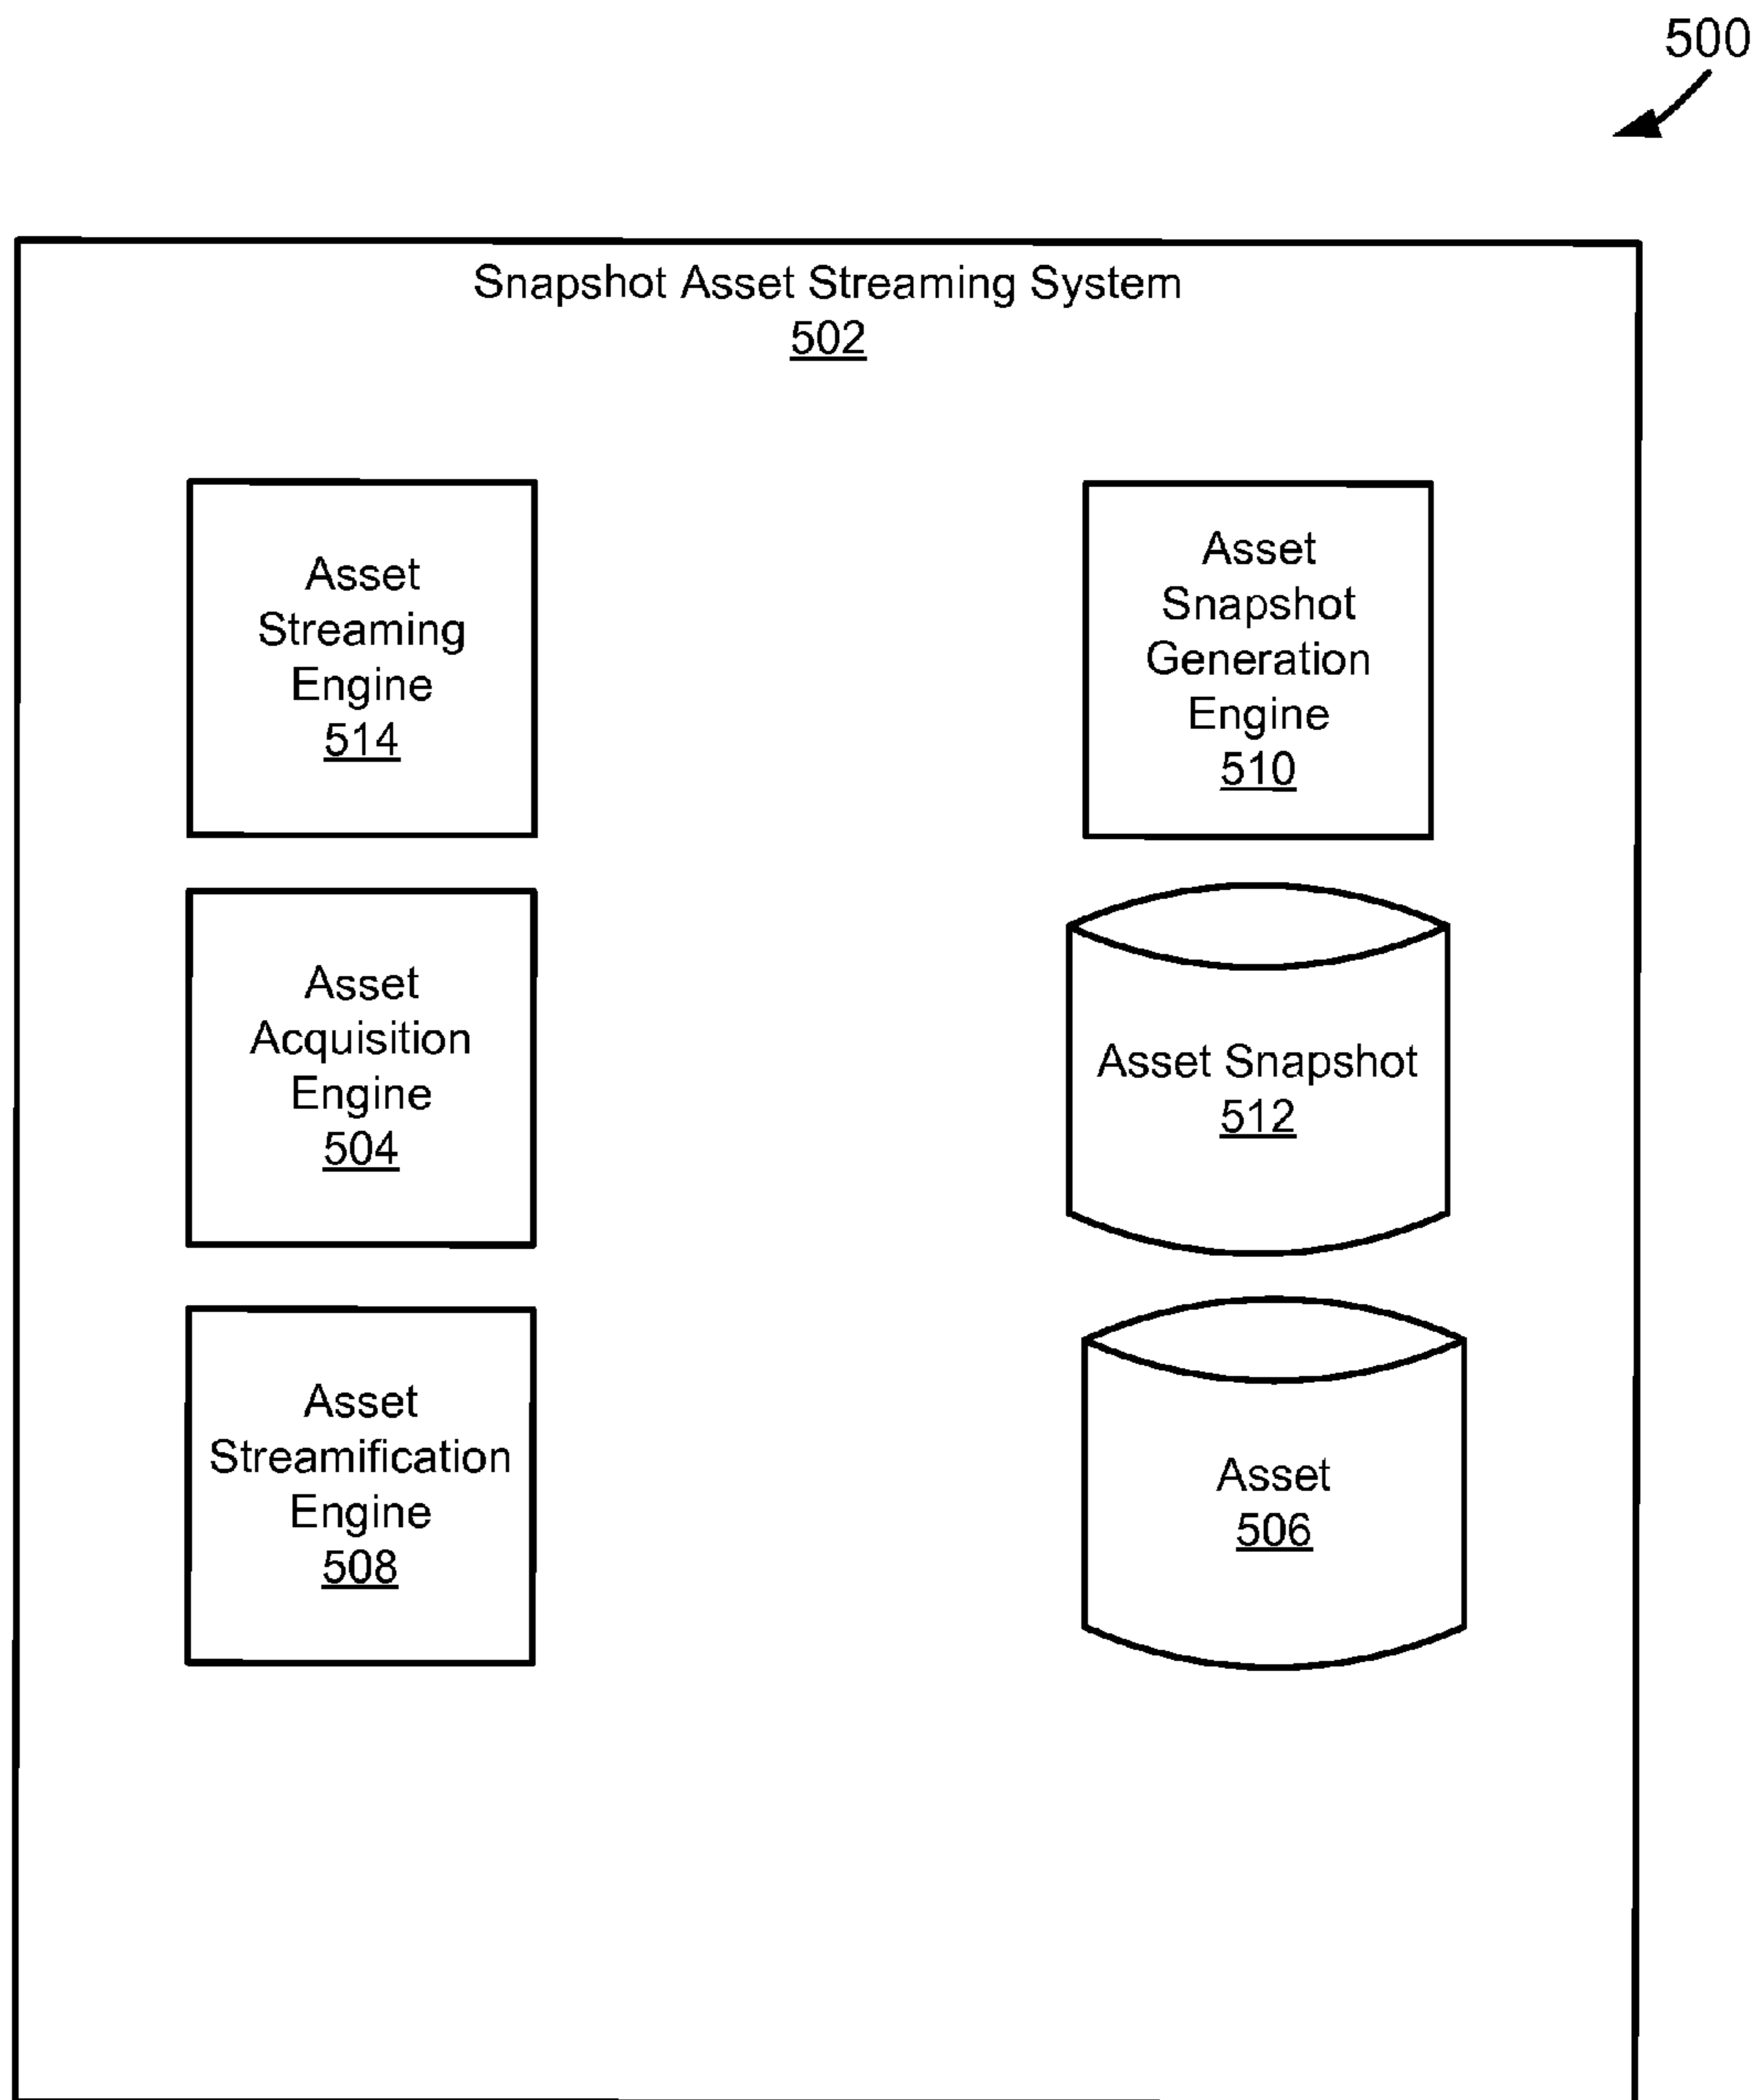 500
Snapshot Asset Streaming System
502
Asset
Streaming
Engine
514
Asset
Snapshot
Generation
Engine
510
Asset
Acquisition
Engine
504
Asset Snapshot
512
Asset
Streamification
Engine
508
Asset
506